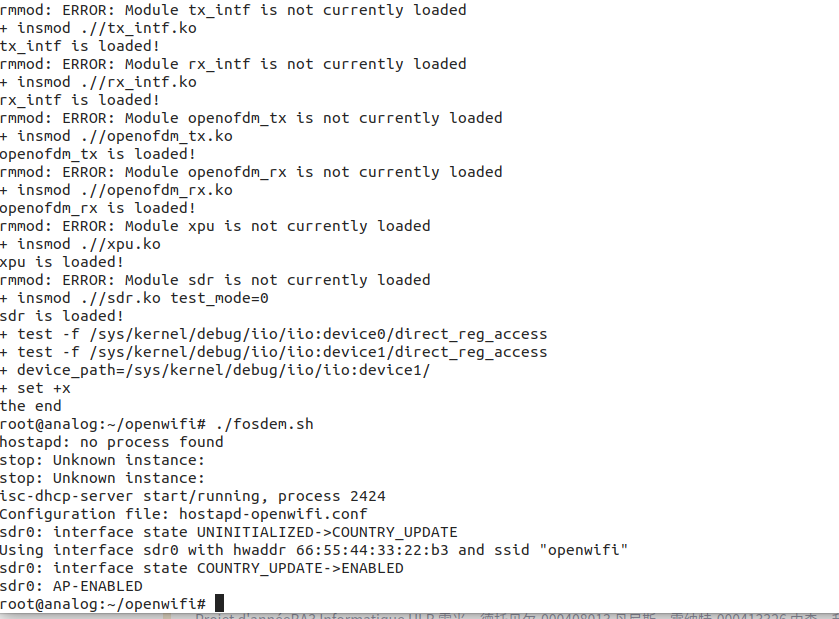 rmmod: ERROR: Module tx_intf is not currently loaded
+ insmod .//tx_intf.ko
tx_intf is loaded!
rmmod: ERROR: Module rx_intf is not currently loaded
+ insmod .//rx_intf.ko
rx_intf is loaded!
rmmod: ERROR: Module openofdm_tx is not currently loaded
+ insmod .//openofdm_tx.ko
openofdm_tx is loaded!
rmmod: ERROR: Module openofdm_rx is not currently loaded
+ insmod .//openofdm_rx.ko
openofdm_rx is loaded!
rmmod: ERROR: Module xpu is not currently loaded
+ insmod .//xpu.ko
xpu is loaded!
rmmod: ERROR: Module sdr is not currently loaded
+ insmod .//sdr.ko test_mode=0
sdr is loaded!
+ test -f /sys/kernel/debug/iio/iio:device0/direct_reg_access
+ test -f /sys/kernel/debug/iio/iio:device1/direct_reg_access
+ device_path=/sys/kernel/debug/iio/iio:device1/
+ set +x
the end
root@analog:~/openwifi# ./fosdem.sh
hostapd: no process found
stop: Unknown instance:
stop: Unknown instance:
isc-dhcp-server start/running, process 2424
Configuration file: hostapd-openwifi.conf
sdr0: interface state UNINITIALIZED->COUNTRY_UPDATE
Using interface sdr0 with hwaddr 66:55:44:33:22:b3 and ssid "openwifi"
sdr0: interface state COUNTRY_UPDATE->ENABLED
sdr0: AP-ENABLED
root@analog:~/openwifi#